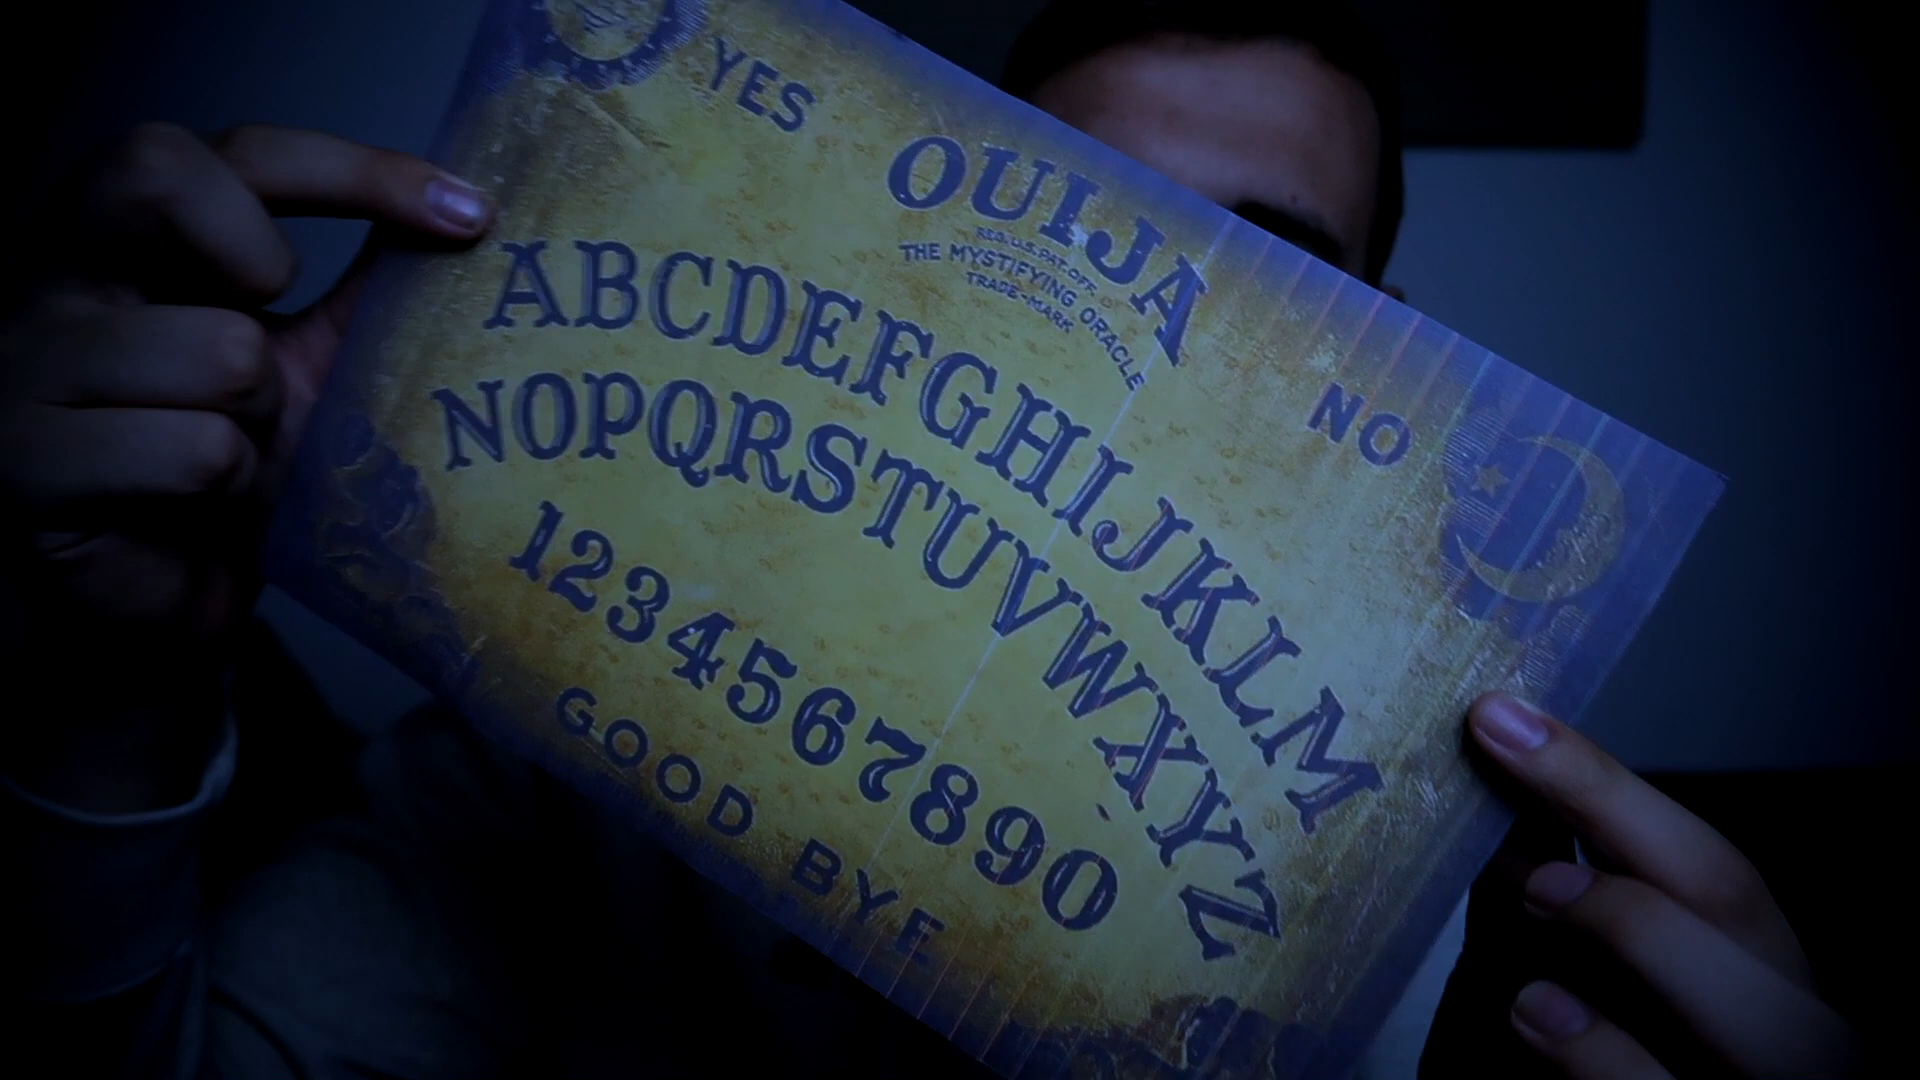 YES
OUIJA
REG. U.S. PAT. OFF.
THE MYSTIFYING ORACLE
TRADE-MARK
NO
ABCDEFGHIJKLM
NOPQRSTUVWXYZ
1234567890
GOOD BYE